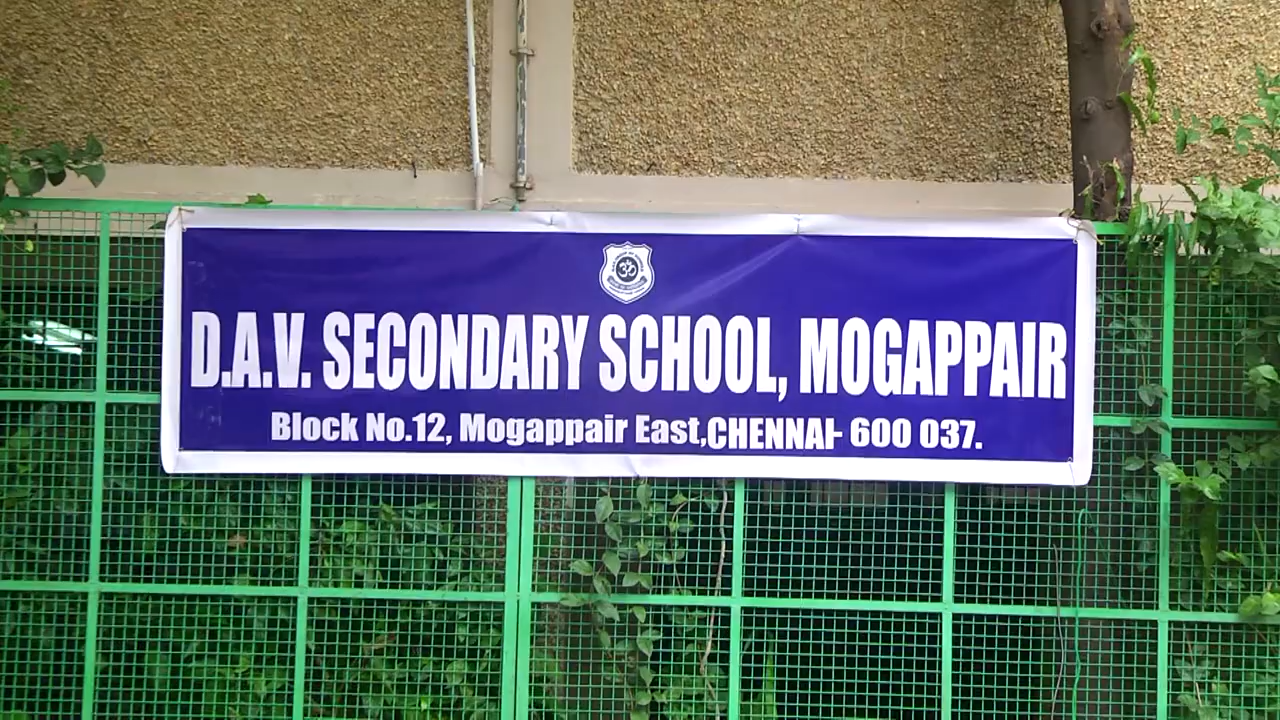 D.A.V. SECONDARY SCHOOL, MOGAPPAIR
Block No.12, Mogappair East,CHENNAI- 600 037.